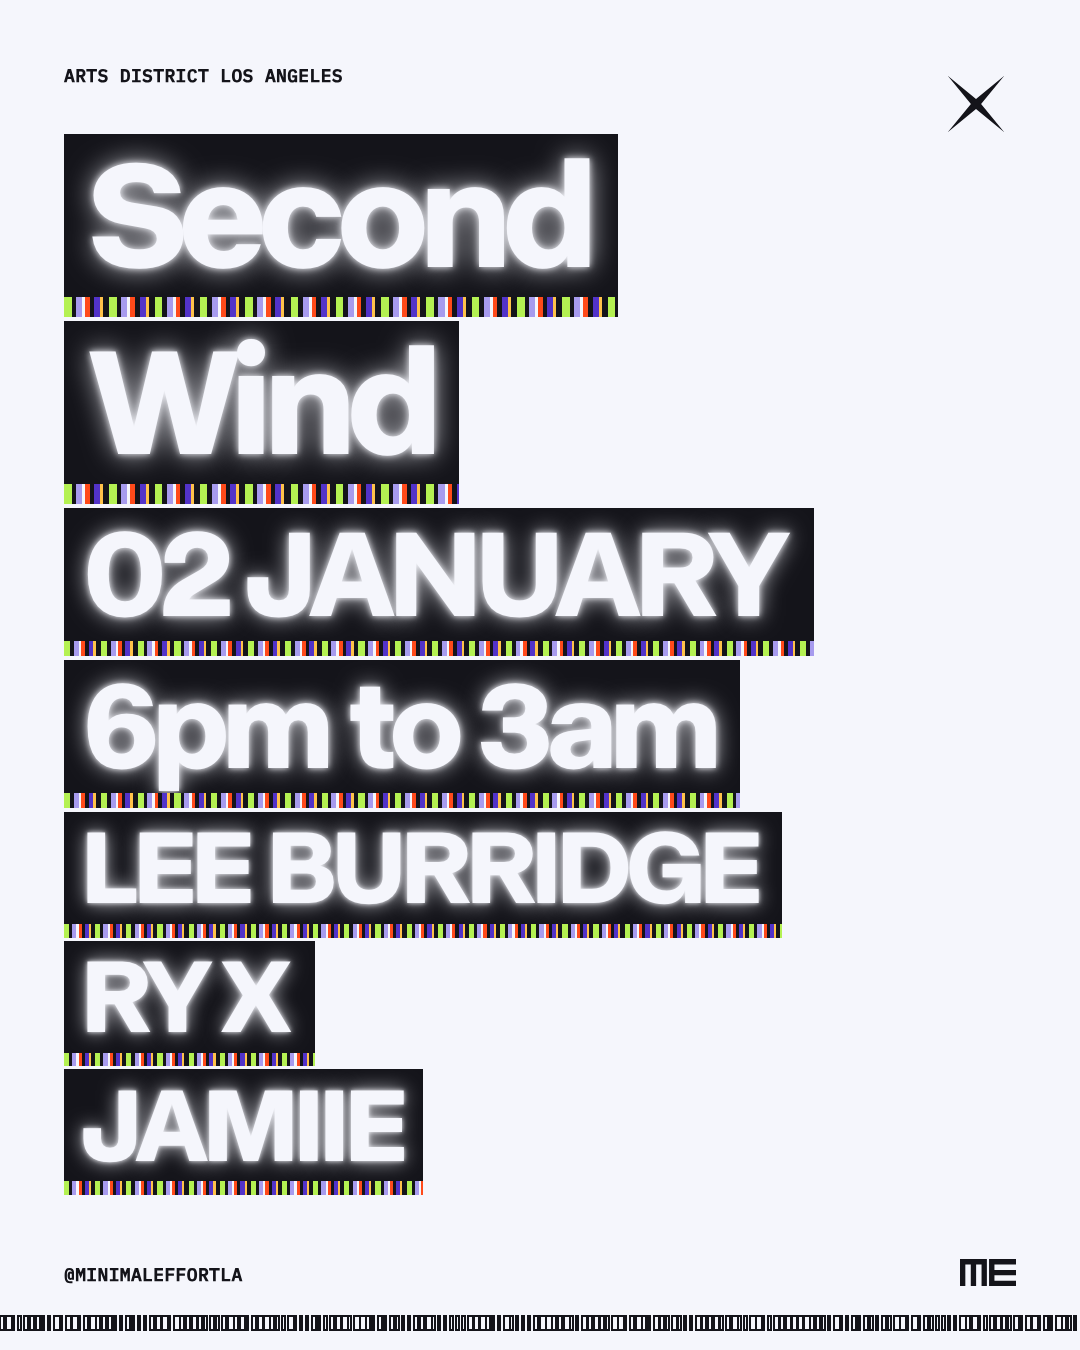 ARTS DISTRICT LOS ANGELES
Second
Wind
02 JANUARY
6pm to 3am
LEE BURRIDGE
RY X
JAMIIE
@MINIMALEFFORTLA
ME